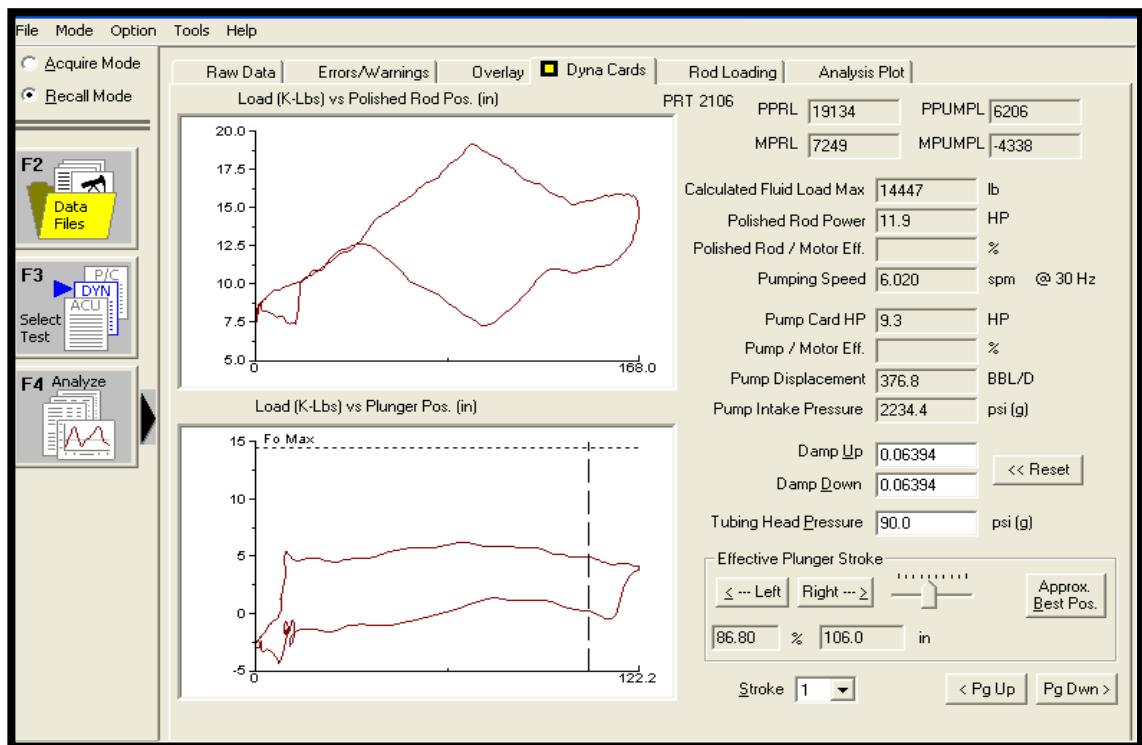 File Mode Option Tools Help
Acquire Mode
Recall Mode
F2
Data
Files
F3
P/C
DYN
ACU
Select
Test
F4 Analyze
Raw Data Errors/Warnings Overlay Dyna Cards Rod Loading Analysis Plot
Load (K-Lbs) vs Polished Rod Pos. (in)
20.0
17.5
15.0
12.5
10.0
7.5
5.0
0 168.0
Load (K-Lbs) vs Plunger Pos. (in)
15 Fo Max
10
5
0
-5
0 122.2
PRT 2106 PPRL 19134 PPUMPL 6206
MPRL 7249 MPUMPL -4338
Calculated Fluid Load Max 14447 lb
Polished Rod Power 11.9 HP
Polished Rod / Motor Eff. %
Pumping Speed 6.020 spm @ 30 Hz
Pump Card HP 9.3 HP
Pump / Motor Eff. %
Pump Displacement 376.8 BBL/D
Pump Intake Pressure 2234.4 psi (g)
Damp Up 0.06394
<< Reset
Damp Down 0.06394
Tubing Head Pressure 90.0 psi (g)
Effective Plunger Stroke
< --- Left Right --- > Approx.
Best Pos.
86.80 % 106.0 in
Stroke 1 < Pg Up Pg Dwn >